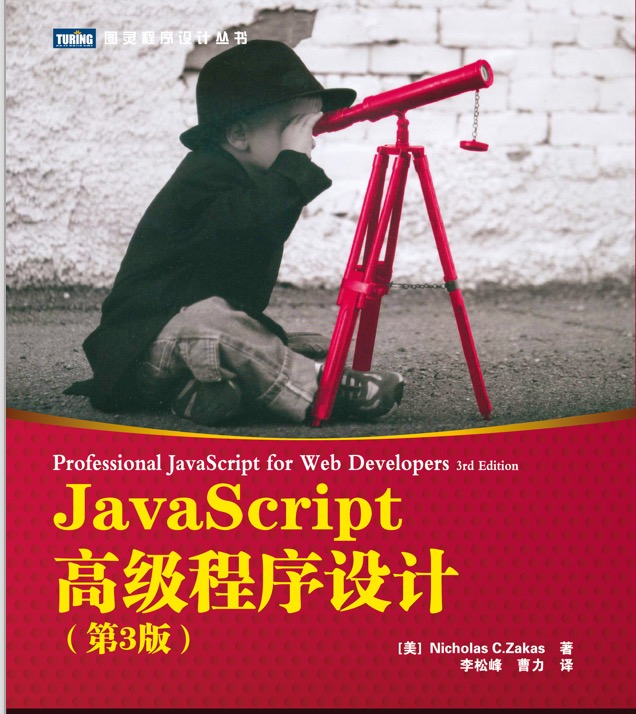 TURING 图灵程序设计丛书
Professional JavaScript for Web Developers 3rd Edition
JavaScript
高级程序设计
（第3版）
[美] Nicholas C.Zakas 著
李松峰 曹力 译